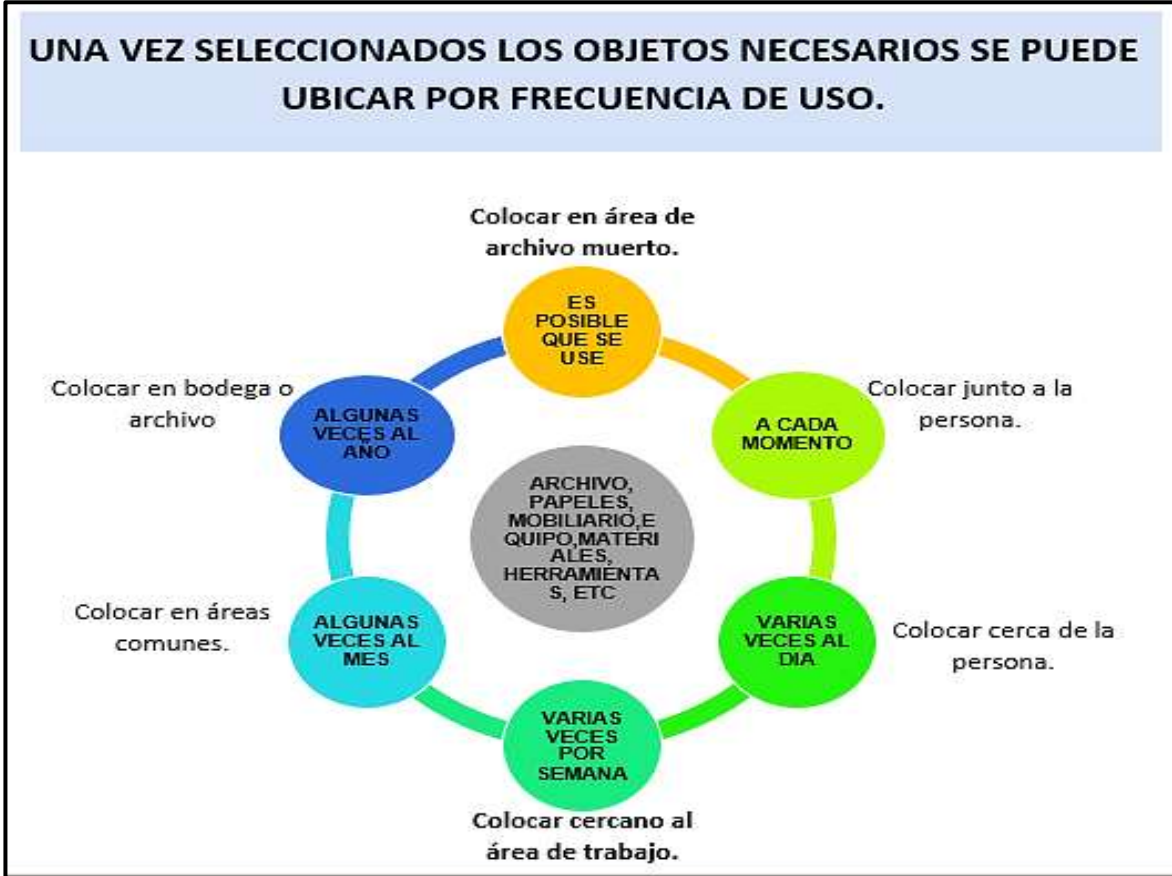 UNA VEZ SELECCIONADOS LOS OBJETOS NECESARIOS SE PUEDE
UBICAR POR FRECUENCIA DE USO.
Colocar en área de
archivo muerto.
ES
POSIBLE
QUE SE
USE
Colocar junto a la
persona.
A CADA
MOMENTO
Colocar cerca de la
persona.
VARIAS
VECES AL
DIA
VARIAS
VECES
POR
SEMANA
Colocar cercano al
área de trabajo.
Colocar en áreas
comunes.
ALGUNAS
VECES AL
MES
Colocar en bodega o
archivo
ALGUNAS
VECES AL
AÑO
ARCHIVO,
PAPELES,
MOBILIARIO,E
QUIPO,MATERI
ALES,
HERRAMIENTA
S, ETC